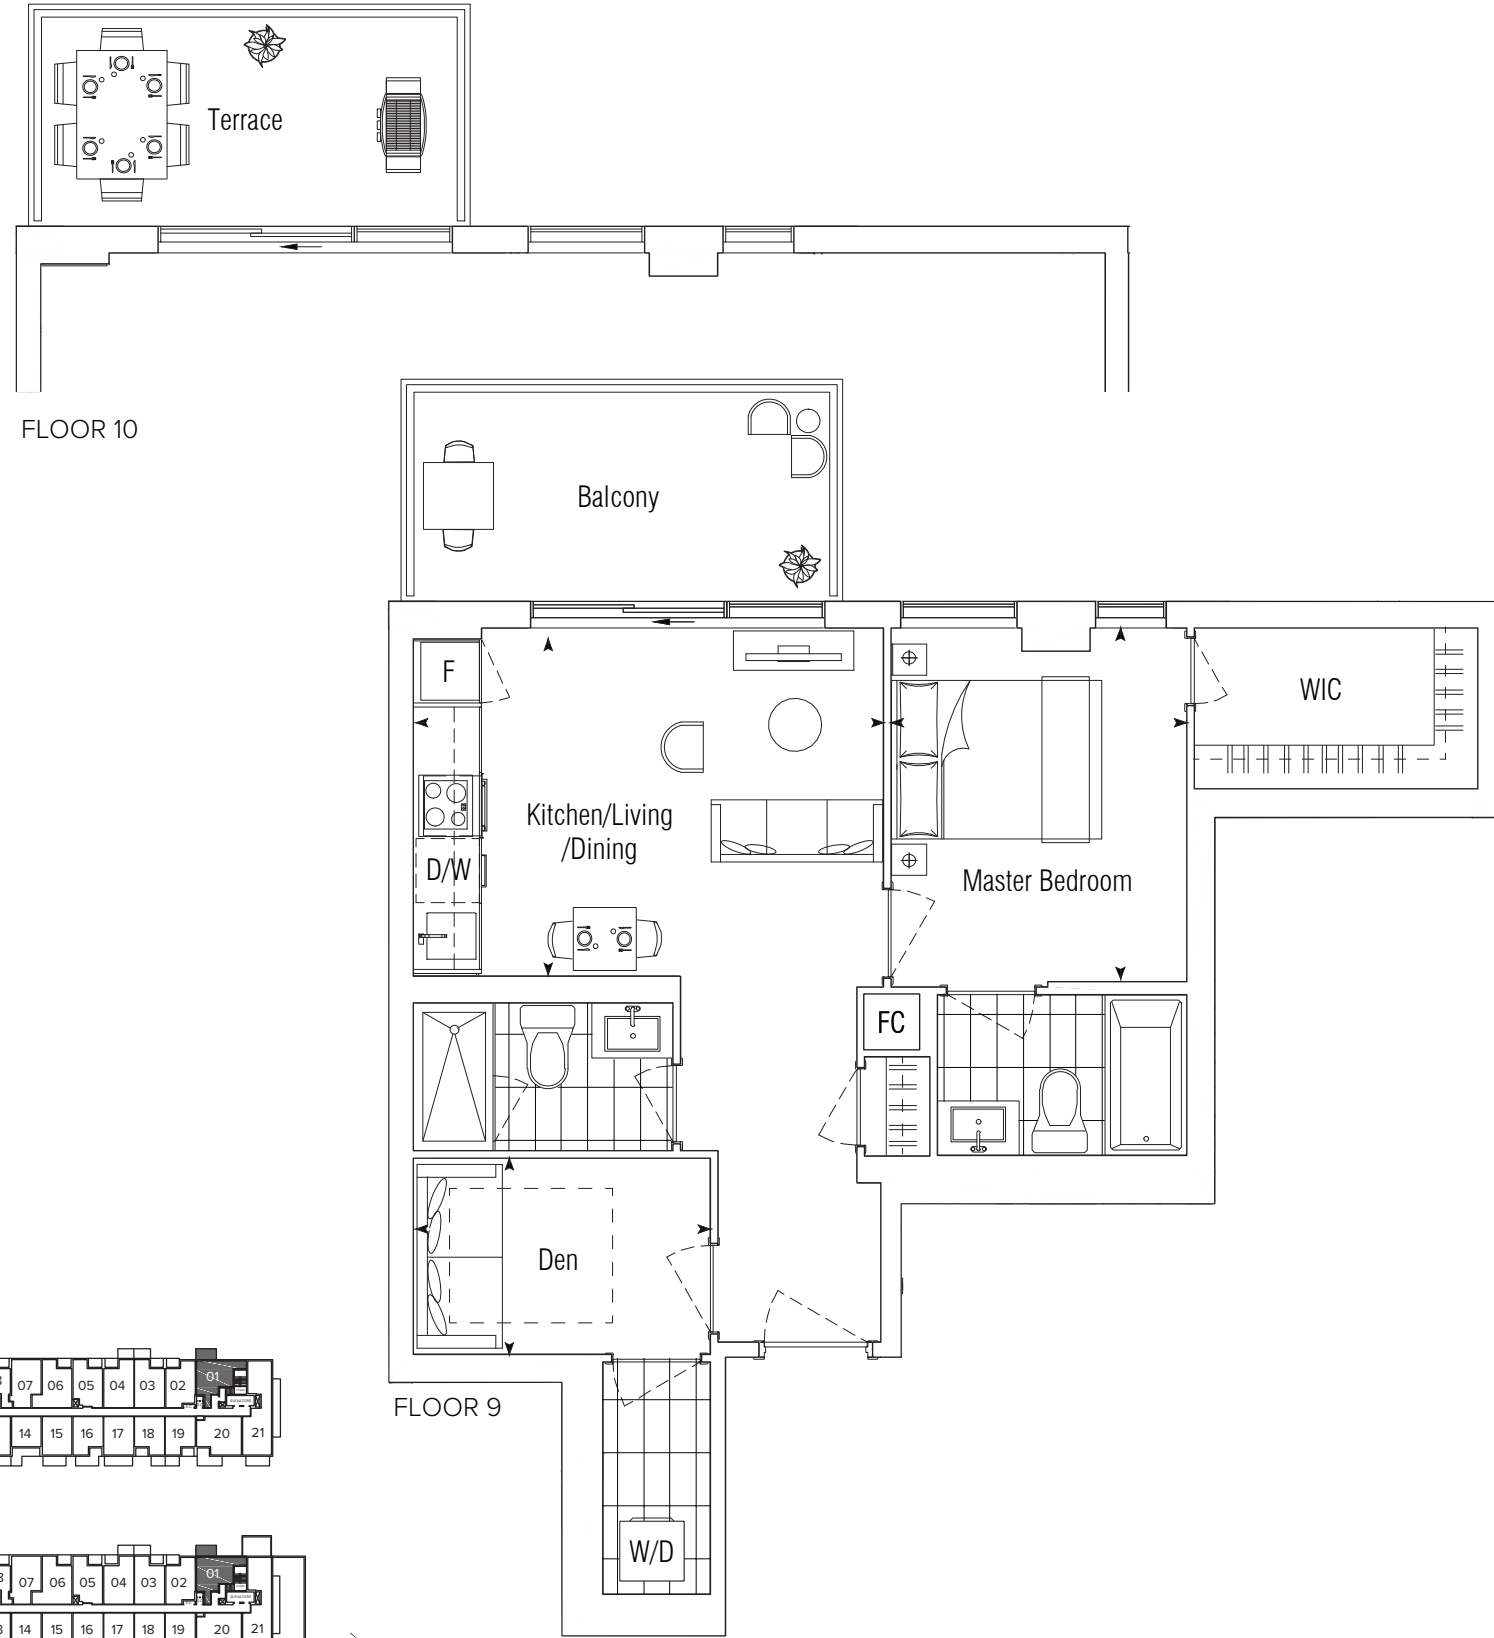 Terrace
FLOOR 10
Balcony
F
WIC
Kitchen/Living
/Dining
D/W
Master Bedroom
FC
Den
FLOOR 9
W/D
07 06 05 04 03 02 01
14 15 16 17 18 19 20 21
07 06 05 04 03 02 01
14 15 16 17 18 19 20 21